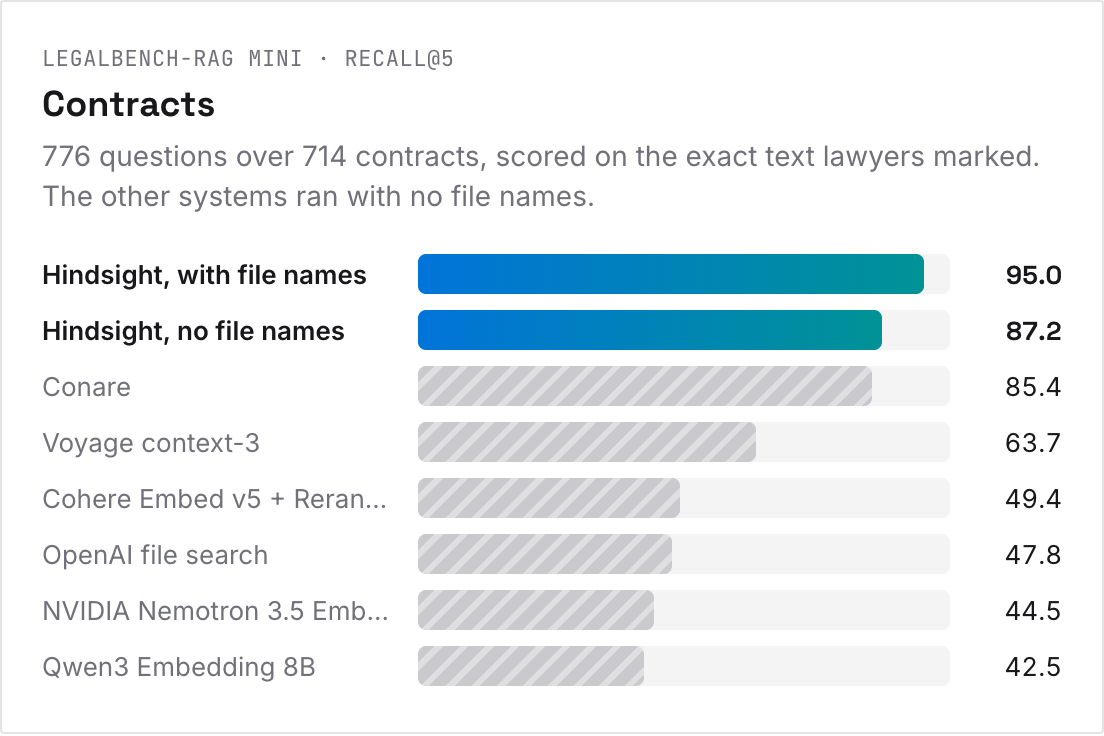 LEGALBENCH-RAG MINI · RECALL@5
Contracts
776 questions over 714 contracts, scored on the exact text lawyers marked.
The other systems ran with no file names.
Hindsight, with file names 95.0
Hindsight, no file names 87.2
Conare 85.4
Voyage context-3 63.7
Cohere Embed v5 + Reran... 49.4
OpenAI file search 47.8
NVIDIA Nemotron 3.5 Emb... 44.5
Qwen3 Embedding 8B 42.5